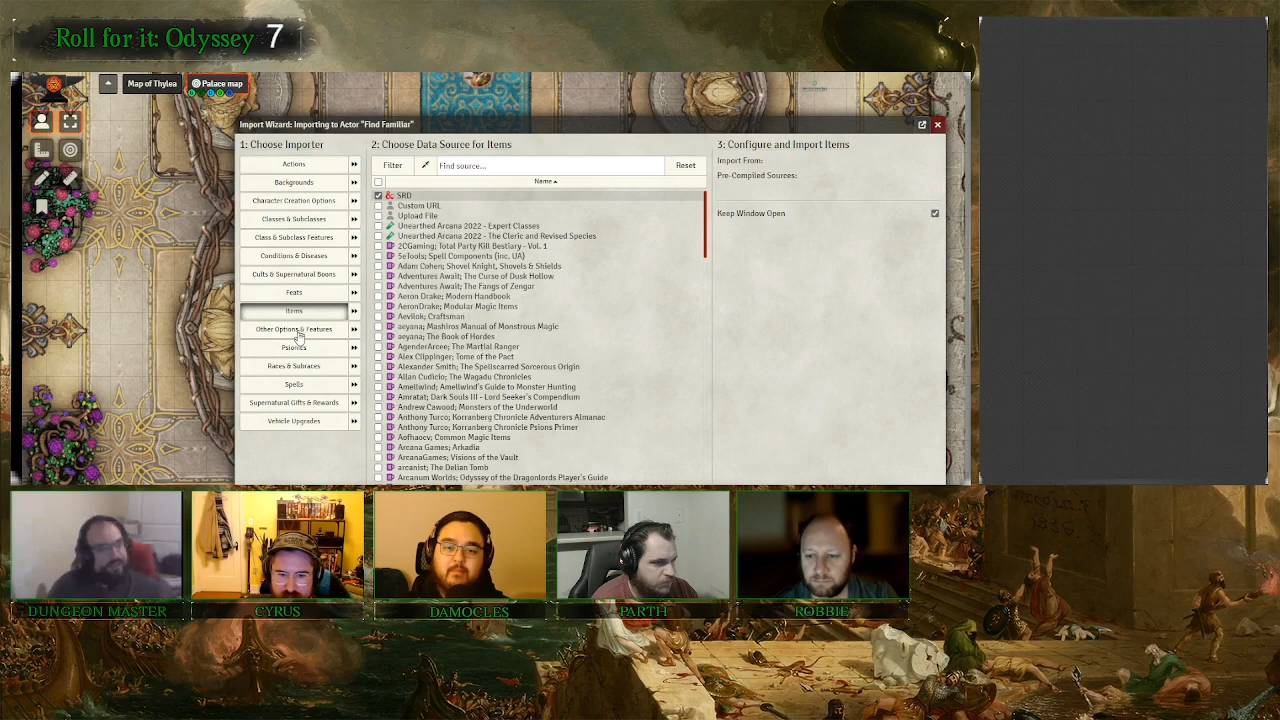 Roll for it: Odyssey 7
Map of Thylea
Palace map
Import Wizard: Importing to Actor "Find Familiar"
1: Choose Importer
Actions
Backgrounds
Character Creation Options
Classes & Subclasses
Class & Subclass Features
Conditions & Diseases
Cults & Supernatural Boons
Feats
Items
Other Options & Features
Psionics
Races & Subraces
Spells
Supernatural Gifts & Rewards
Vehicle Upgrades
2: Choose Data Source for Items
Filter
Find source...
Reset
Name
SRD
Custom URL
Upload File
Unearthed Arcana 2022 - Expert Classes
Unearthed Arcana 2022 - The Cleric and Revised Species
2CGaming; Total Party Kill Bestiary - Vol. 1
5eTools; Spell Components (inc. UA)
Adam Cohen; Shovel Knight, Shovels & Shields
Adventures Await; The Curse of Dusk Hollow
Adventures Await; The Fangs of Zengar
Aeron Drake; Modern Handbook
AeronDrake; Modular Magic Items
Aevilok; Craftsman
aeyana; Mashiros Manual of Monstrous Magic
aeyana; The Book of Hordes
AgenderArcee; The Martial Ranger
Alex Clippinger; Tome of the Pact
Alexander Smith; The Spellscarred Sorcerous Origin
Allan Cudicio; The Wagadu Chronicles
Amellwind; Amellwind's Guide to Monster Hunting
Amratat; Dark Souls III - Lord Seeker's Compendium
Andrew Cawood; Monsters of the Underworld
Anthony Turco; Korranberg Chronicle Adventurers Almanac
Anthony Turco; Korranberg Chronicle Psions Primer
Aofhaocv; Common Magic Items
Arcana Games; Arkadia
ArcanaGames; Visions of the Vault
arcanist; The Delian Tomb
Arcanum Worlds; Odyssey of the Dragonlords Player's Guide
3: Configure and Import Items
Import From:
Pre-Compiled Sources:
Keep Window Open
DUNGEON MASTER
CYRUS
DAMOCLES
PARTH
ROBBIE